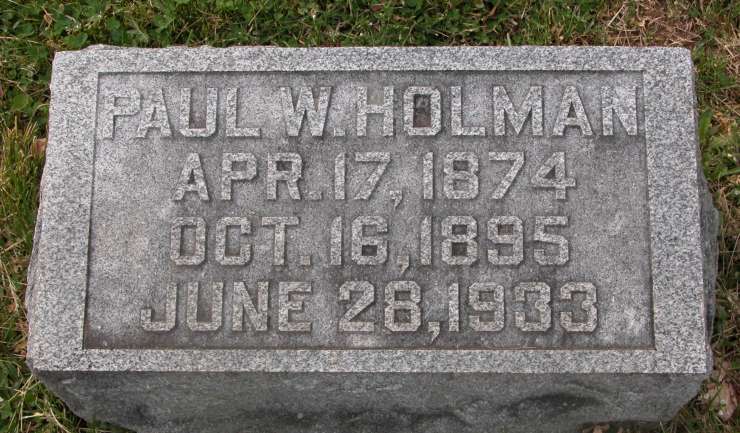 PAUL W. HOLMAN
APR. 17, 1874
OCT. 16, 1895
JUNE 28, 1933